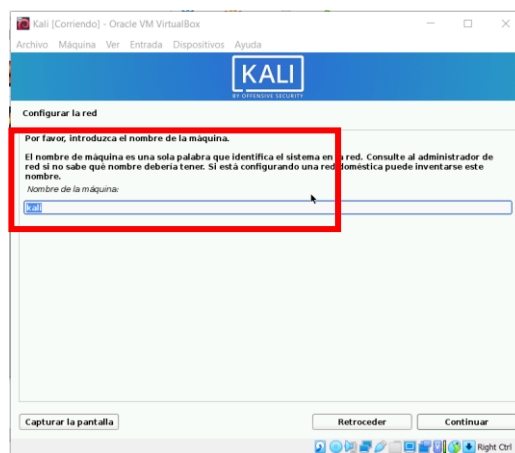 Kali [Corriendo] - Oracle VM VirtualBox
Archivo Máquina Ver Entrada Dispositivos Ayuda
KALI
BY OFFENSIVE SECURITY
Configurar la red
Por favor, introduzca el nombre de la máquina.
El nombre de máquina es una sola palabra que identifica el sistema en la red. Consulte al administrador de
red si no sabe qué nombre debería tener. Si está configurando una red doméstica puede inventarse este
nombre.
Nombre de la máquina:
kali
Capturar la pantalla
Retroceder
Continuar
Right Ctrl